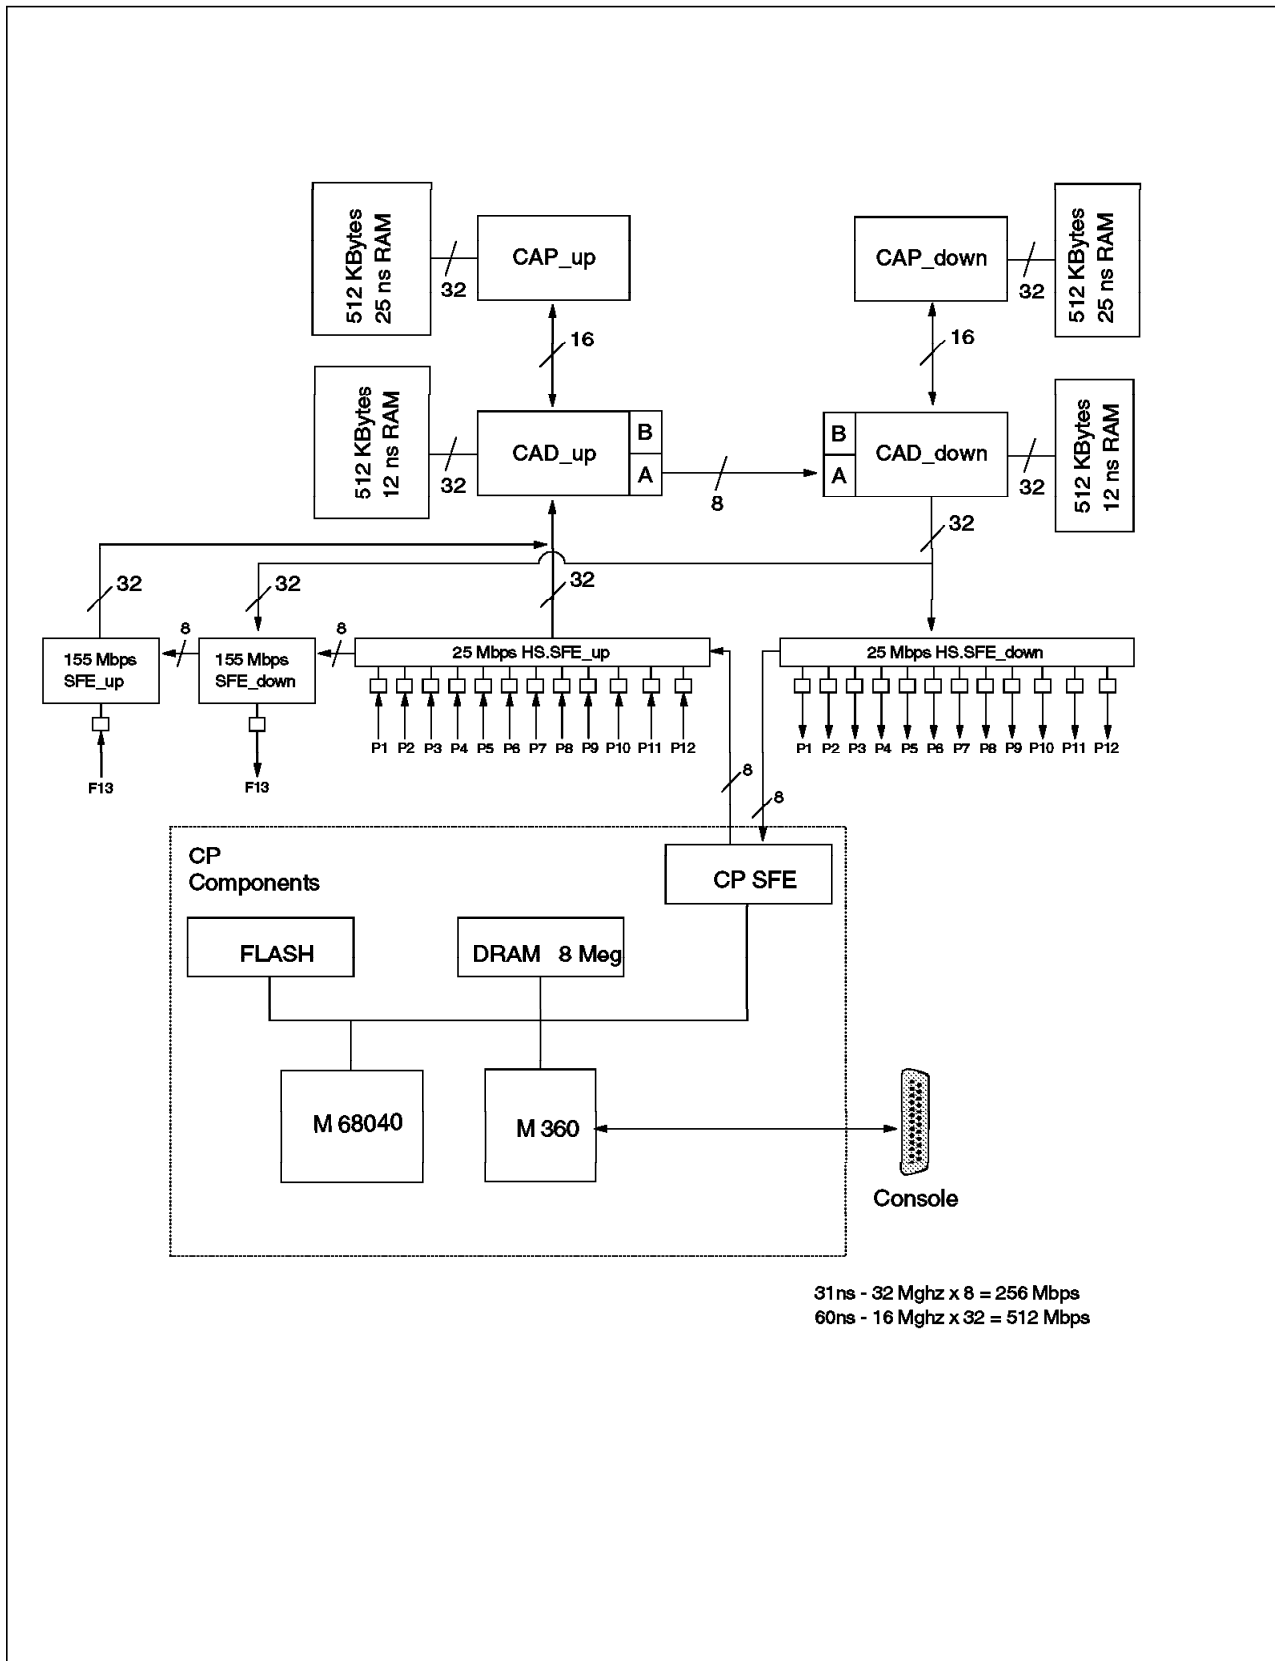 512 KBytes
25 ns RAM
32
CAP_up
CAP_down
32
512 KBytes
25 ns RAM
16
16
512 KBytes
12 ns RAM
32
CAD_up
B
A
8
B
A
CAD_down
32
512 KBytes
12 ns RAM
32
32
32
32
155 Mbps
SFE_up
8
155 Mbps
SFE_down
8
25 Mbps HS.SFE_up
25 Mbps HS.SFE_down
P1 P2 P3 P4 P5 P6 P7 P8 P9 P10 P11 P12
P1 P2 P3 P4 P5 P6 P7 P8 P9 P10 P11 P12
F13
F13
8
8
CP
Components
CP SFE
FLASH
DRAM 8 Meg
M 68040
M 360
Console
31ns - 32 Mghz x 8 = 256 Mbps
60ns - 16 Mghz x 32 = 512 Mbps